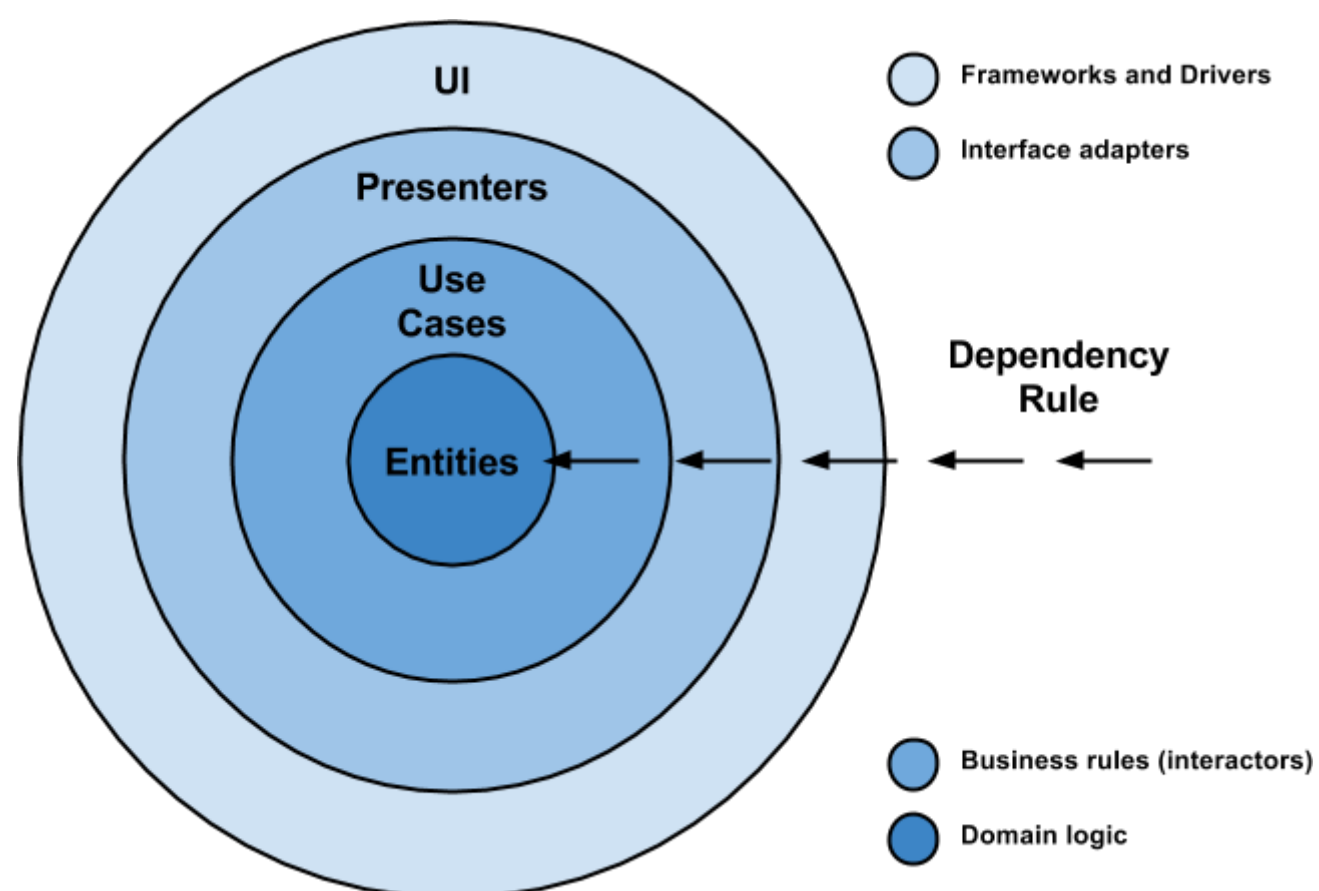 UI
Presenters
Use
Cases
Entities
Frameworks and Drivers
Interface adapters
Dependency
Rule
Business rules (interactors)
Domain logic